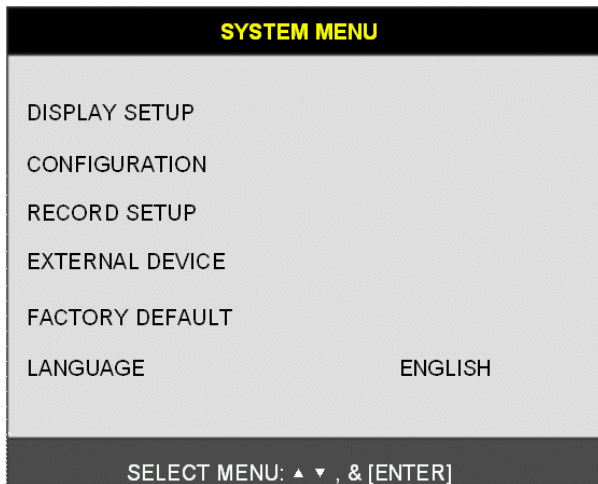 SYSTEM MENU
DISPLAY SETUP
CONFIGURATION
RECORD SETUP
EXTERNAL DEVICE
FACTORY DEFAULT
LANGUAGE ENGLISH
SELECT MENU: ▲ ▼ , & [ENTER]